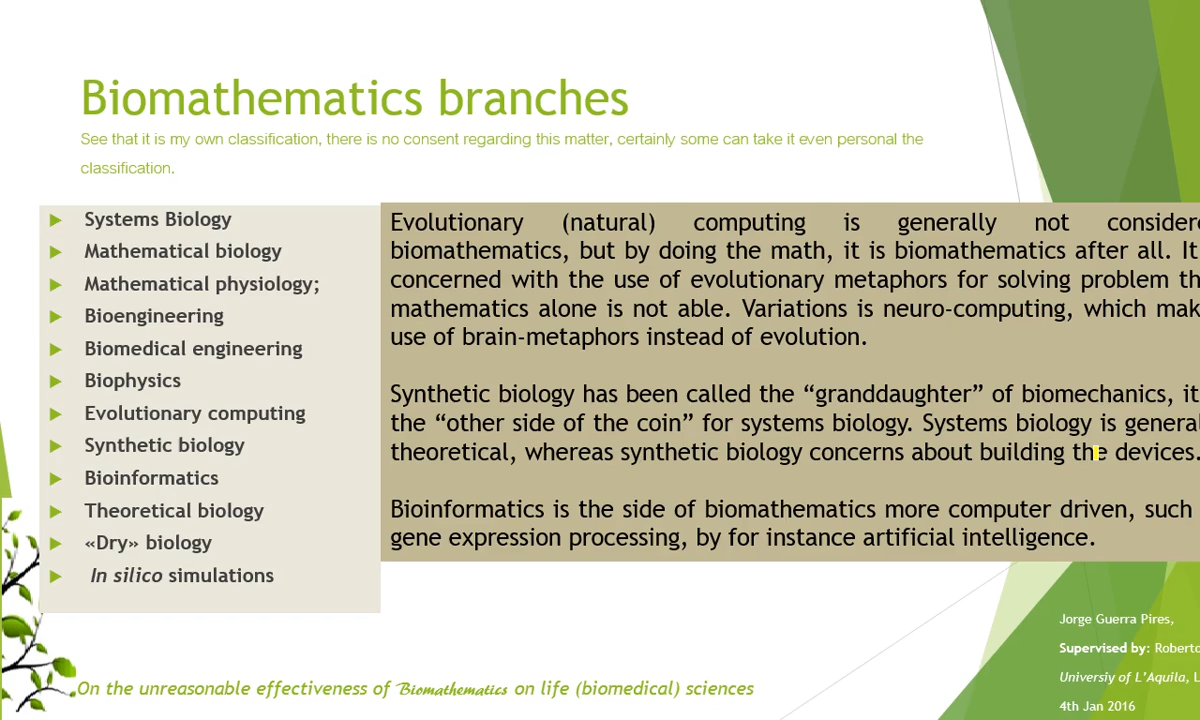 Biomathematics branches
See that it is my own classification, there is no consent regarding this matter, certainly some can take it even personal the
classification.
Systems Biology
Mathematical biology
Mathematical physiology;
Bioengineering
Biomedical engineering
Biophysics
Evolutionary computing
Synthetic biology
Bioinformatics
Theoretical biology
«Dry» biology
In silico simulations
Evolutionary (natural) computing is generally not considere
biomathematics, but by doing the math, it is biomathematics after all. It
concerned with the use of evolutionary metaphors for solving problem th
mathematics alone is not able. Variations is neuro-computing, which mak
use of brain-metaphors instead of evolution.
Synthetic biology has been called the “granddaughter” of biomechanics, it
the “other side of the coin” for systems biology. Systems biology is general
theoretical, whereas synthetic biology concerns about building the devices.
Bioinformatics is the side of biomathematics more computer driven, such
gene expression processing, by for instance artificial intelligence.
Jorge Guerra Pires,
Supervised by: Roberto
Universiy of L’Aquila, L
4th Jan 2016
On the unreasonable effectiveness of Biomathematics on life (biomedical) sciences